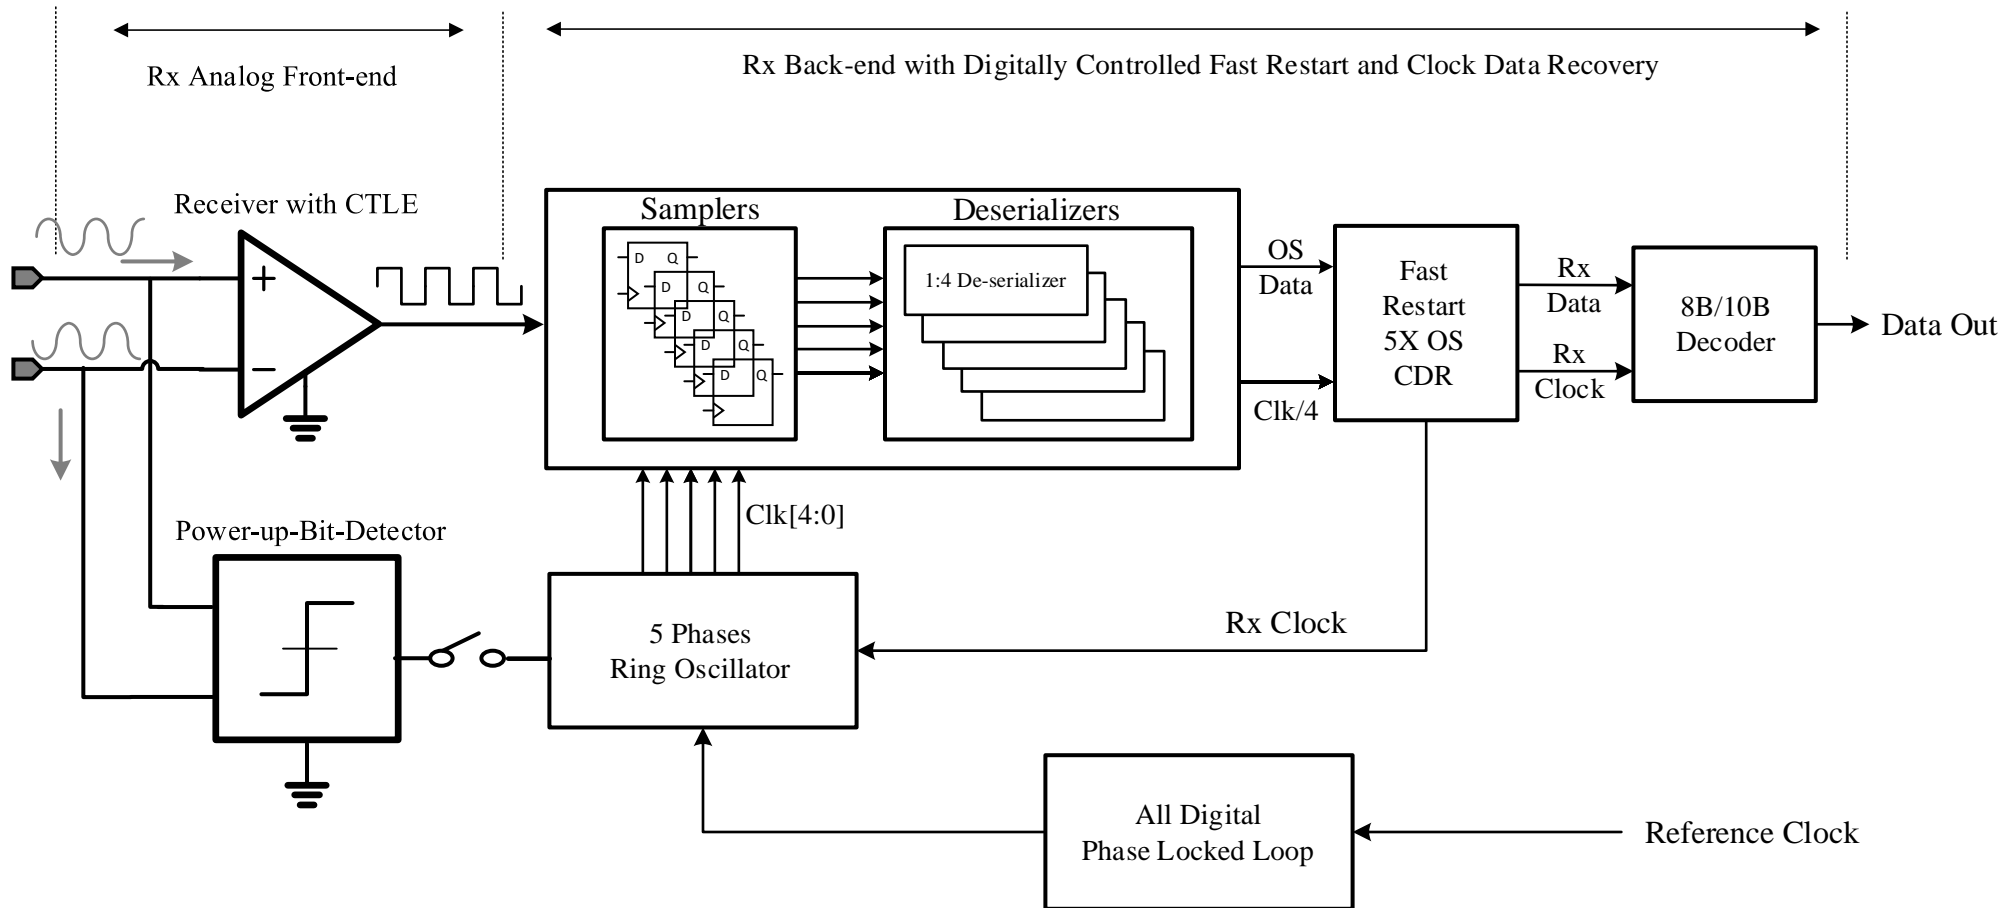 Rx Analog Front-end
Rx Back-end with Digitally Controlled Fast Restart and Clock Data Recovery
Receiver with CTLE
Samplers
Deserializers
D Q
D Q
D Q
D Q
D Q
1:4 De-serializer
OS
Data
Clk/4
Fast
Restart
5X OS
CDR
Rx
Data
Rx
Clock
8B/10B
Decoder
Data Out
+
−
Power-up-Bit-Detector
Clk[4:0]
5 Phases
Ring Oscillator
Rx Clock
All Digital
Phase Locked Loop
Reference Clock